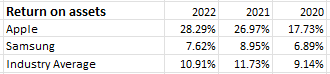 Return on assets 2022 2021 2020
Apple 28.29% 26.97% 17.73%
Samsung 7.62% 8.95% 6.89%
Industry Average 10.91% 11.73% 9.14%